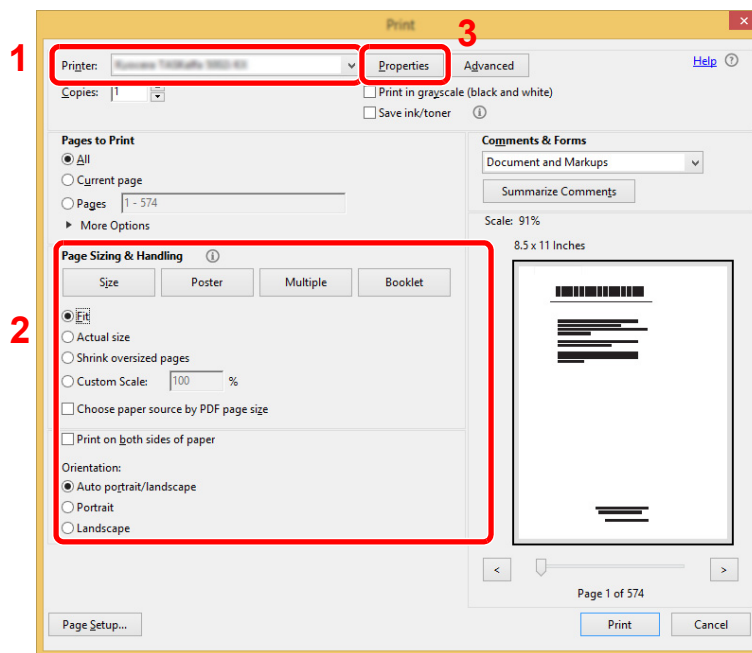 Print
1
3
Printer:
Properties
Advanced
Help
Copies: 1
Print in grayscale (black and white)
Save ink/toner
Pages to Print
All
Current page
Pages 1 - 574
More Options
Comments & Forms
Document and Markups
Summarize Comments
Scale: 91%
8.5 x 11 Inches
2
Page Sizing & Handling
Size Poster Multiple Booklet
Fit
Actual size
Shrink oversized pages
Custom Scale: 100 %
Choose paper source by PDF page size
Print on both sides of paper
Orientation:
Auto portrait/landscape
Portrait
Landscape
< >
Page 1 of 574
Page Setup...
Print
Cancel